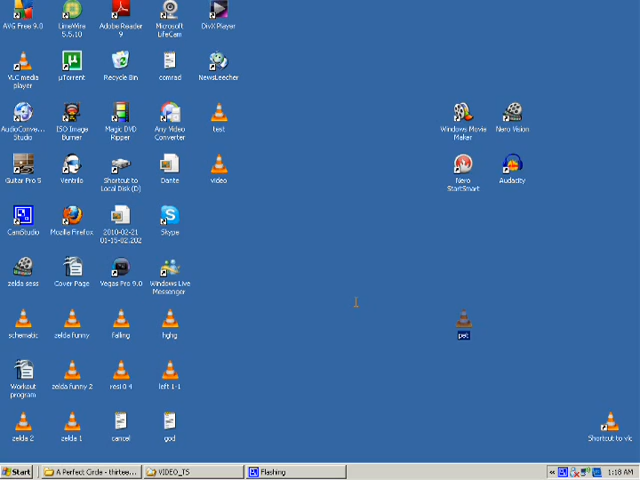 AVG Free 9.0
LimeWire
5.5.10
Adobe Reader
9
Microsoft
LifeCam
DivX Player
VLC media
player
µTorrent
Recycle Bin
comrad
NewsLeecher
AudioConve...
Studio
ISO Image
Burner
Magic DVD
Ripper
Any Video
Converter
test
Windows Movie
Maker
Nero Vision
Guitar Pro 5
Ventrilo
Shortcut to
Local Disk (D)
Dante
video
Nero
StartSmart
Audacity
CamStudio
Mozilla Firefox
2010-02-21
01-15-02.202
Skype
zelda sess
Cover Page
Vegas Pro 9.0
Windows Live
Messenger
schematic
zelda funny
falling
hghg
pet
Workout
program
zelda funny 2
resi 0 4
left 1-1
zelda 2
zelda 1
cancel
god
Shortcut to vlc
Start
A Perfect Circle - thirtee...
VIDEO_TS
Flashing
«
1:18 AM